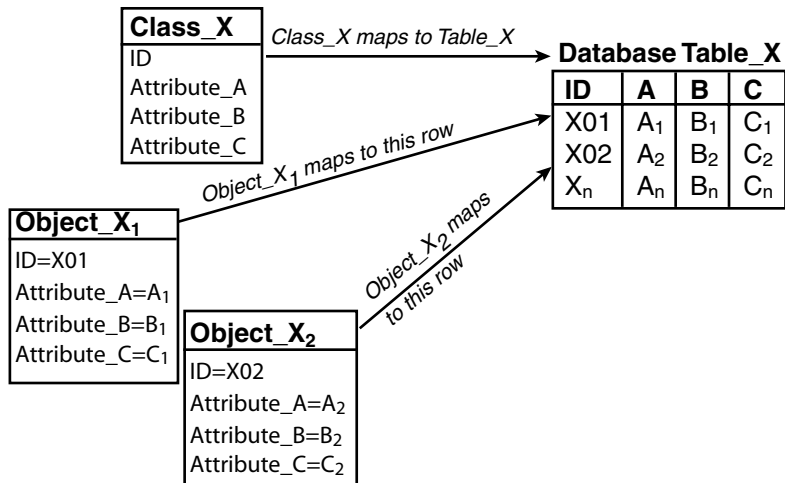 Class_X
ID
Attribute_A
Attribute_B
Attribute_C
Class_X maps to Table_X
Database Table_X
ID A B C
X01 A₁ B₁ C₁
X02 A₂ B₂ C₂
Xₙ Aₙ Bₙ Cₙ
Object_X₁ maps to this row
Object_X₁
ID=X01
Attribute_A=A₁
Attribute_B=B₁
Attribute_C=C₁
Object_X₂ maps
to this row
Object_X₂
ID=X02
Attribute_A=A₂
Attribute_B=B₂
Attribute_C=C₂